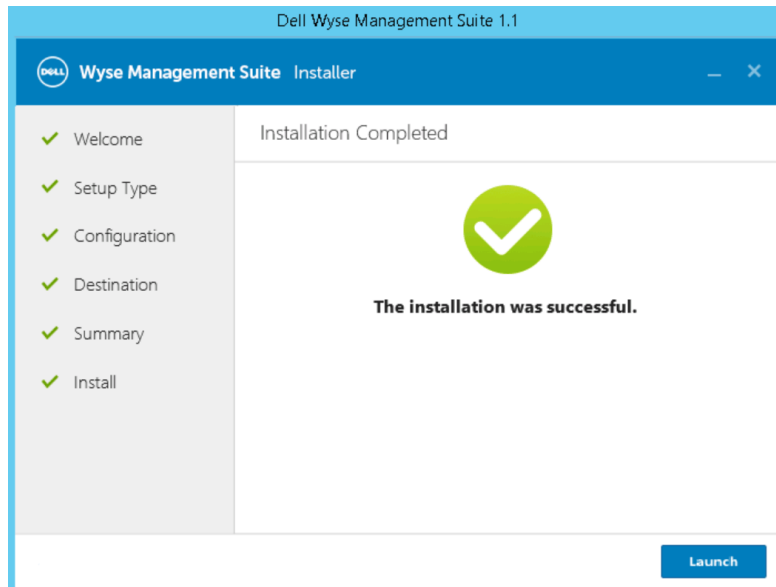 Dell Wyse Management Suite 1.1
DELL Wyse Management Suite Installer
Welcome
Setup Type
Configuration
Destination
Summary
Install
Installation Completed
The installation was successful.
Launch